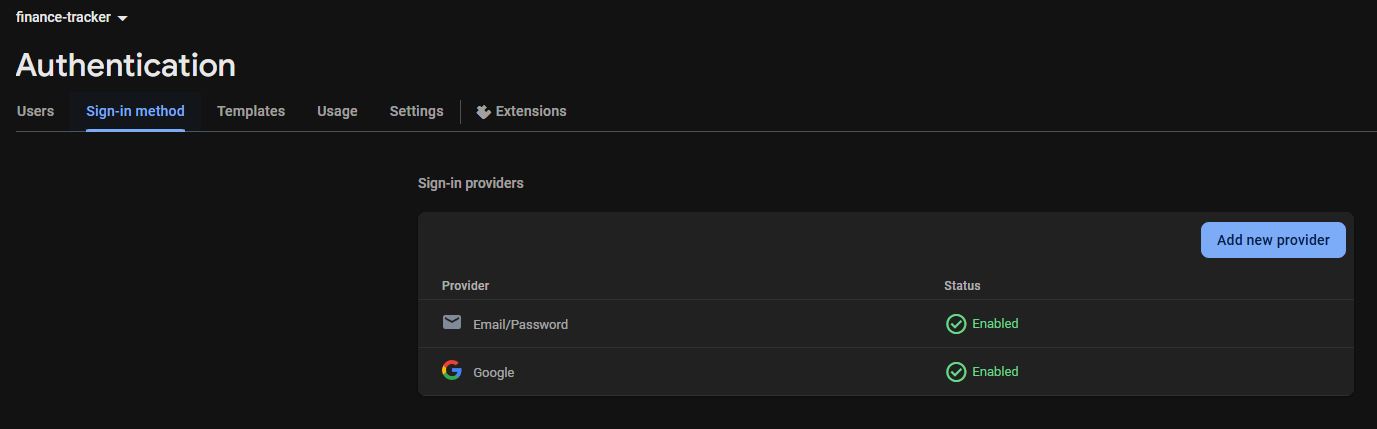 finance-tracker
Authentication
Users Sign-in method Templates Usage Settings Extensions
Sign-in providers
Add new provider
Provider Status
Email/Password Enabled
Google Enabled